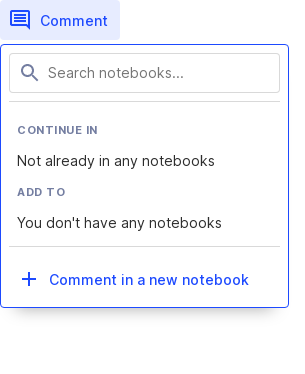 Comment
Search notebooks...
CONTINUE IN
Not already in any notebooks
ADD TO
You don't have any notebooks
Comment in a new notebook